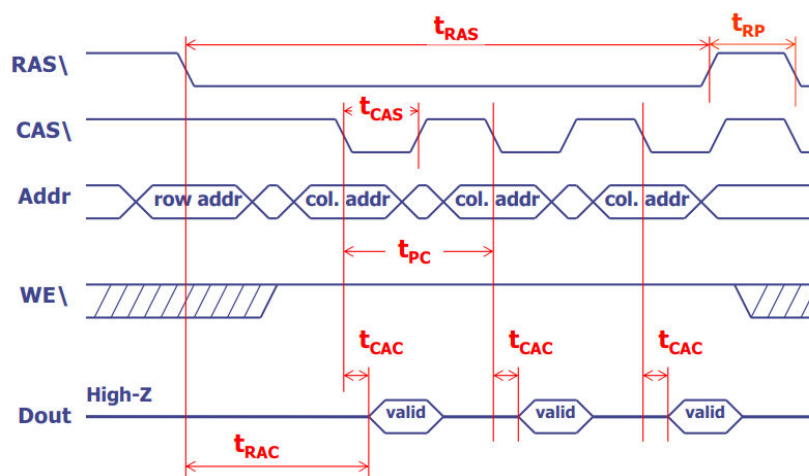 tRAS
tRP
RAS\
tCAS
CAS\
Addr
row addr
col. addr
col. addr
col. addr
tPC
WE\
tCAC
tCAC
tCAC
High-Z
Dout
valid
valid
valid
tRAC